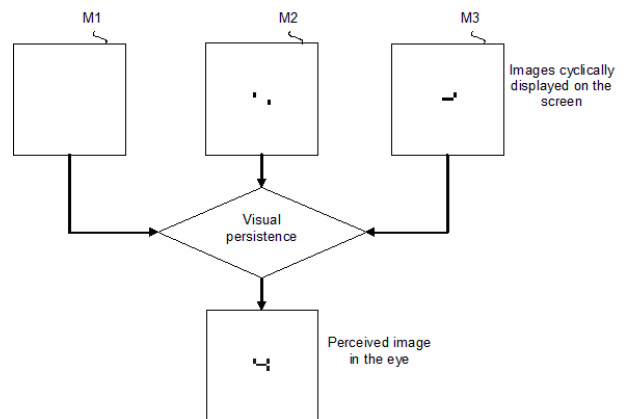 M1
M2
M3
Images cyclically
displayed on the
screen
Visual
persistence
Perceived image
in the eye